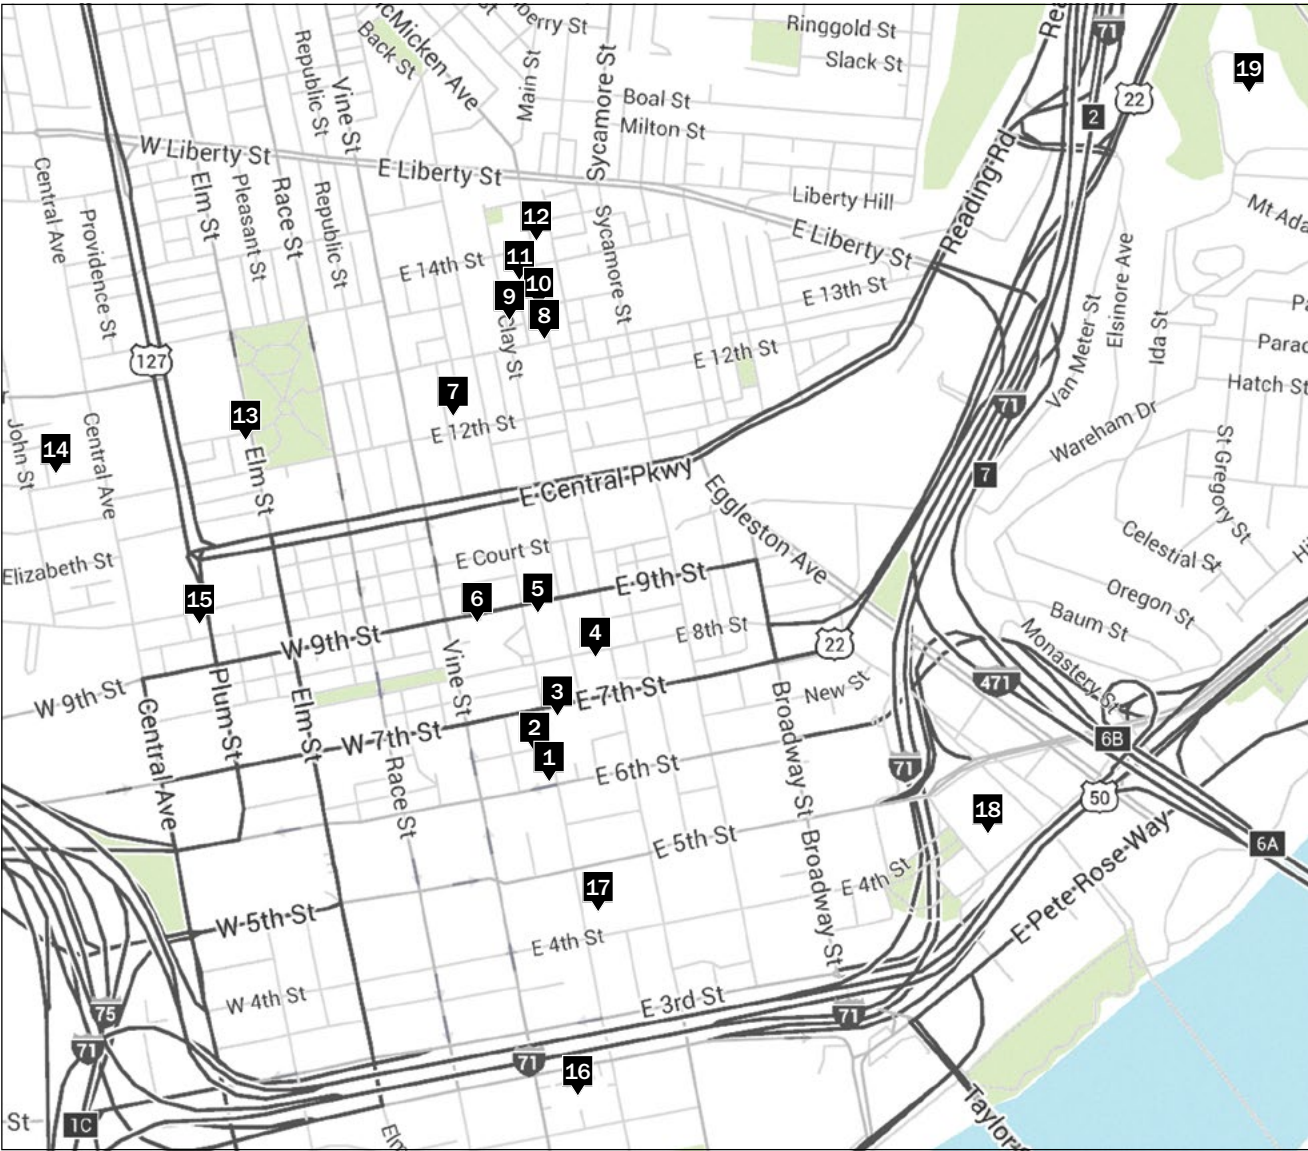 McMicken Ave
Back St
Ringgold St
Slack St
71
22
19
Republic St
Vine St
Main St
Sycamore St
Boal St
Milton St
2
W Liberty St
E Liberty St
Reading Rd
Central Ave
Elm St
Pleasant St
Race St
Republic St
Liberty Hill
Providence St
12
Sycamore St
E Liberty St
11
E 14th St
10
9
8
E 13th St
Elsinore Ave
Van Meter St
Ida St
Clay St
127
E 12th St
Hatch St
7
13
E 12th St
71
14
John St
Central Ave
Elm St
Wareham Dr
St Gregory St
E Central Pkwy
7
Eggleston Ave
Celestial St
E Court St
Elizabeth St
15
6
5
E 9th St
Oregon St
4
E 8th St
22
Baum St
W 9th St
Monastery St
Vine St
W 9th St
Plum St
Elm St
3
E 7th St
New St
471
Central Ave
2
W 7th St
1
E 6th St
Broadway St
6B
71
Race St
50
18
E 5th St
6A
17
E 4th St
Broadway St
W 5th St
E 4th St
E Pete Rose Way
W 4th St
E 3rd St
75
71
71
71
16
1C
St
Elm
Taylor